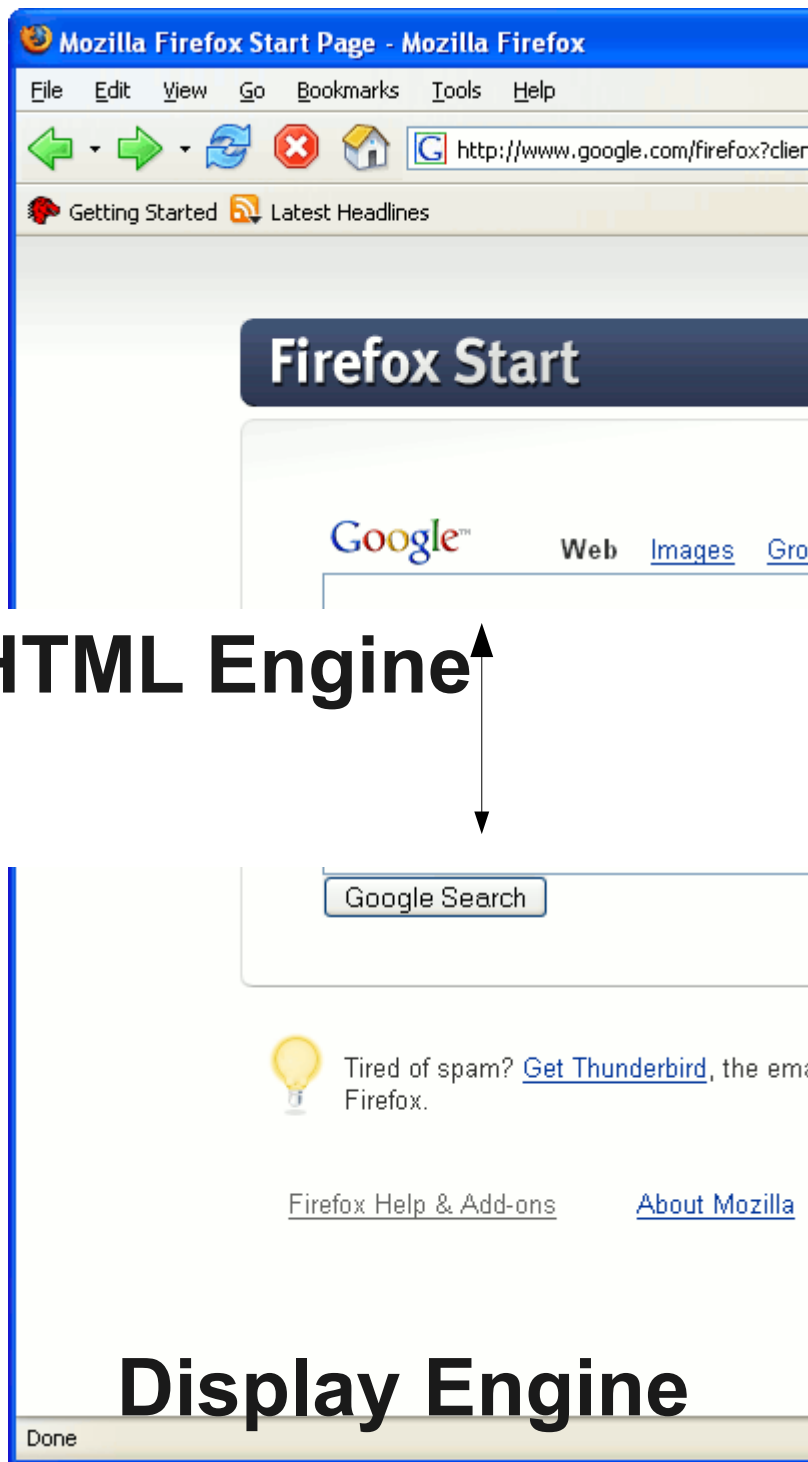 Mozilla Firefox Start Page - Mozilla Firefox
File Edit View Go Bookmarks Tools Help
G http://www.google.com/firefox?clien
Getting Started Latest Headlines
Firefox Start
Google™ Web Images Gro
HTML Engine
Google Search
Tired of spam? Get Thunderbird, the ema
Firefox.
Firefox Help & Add-ons About Mozilla
Display Engine
Done